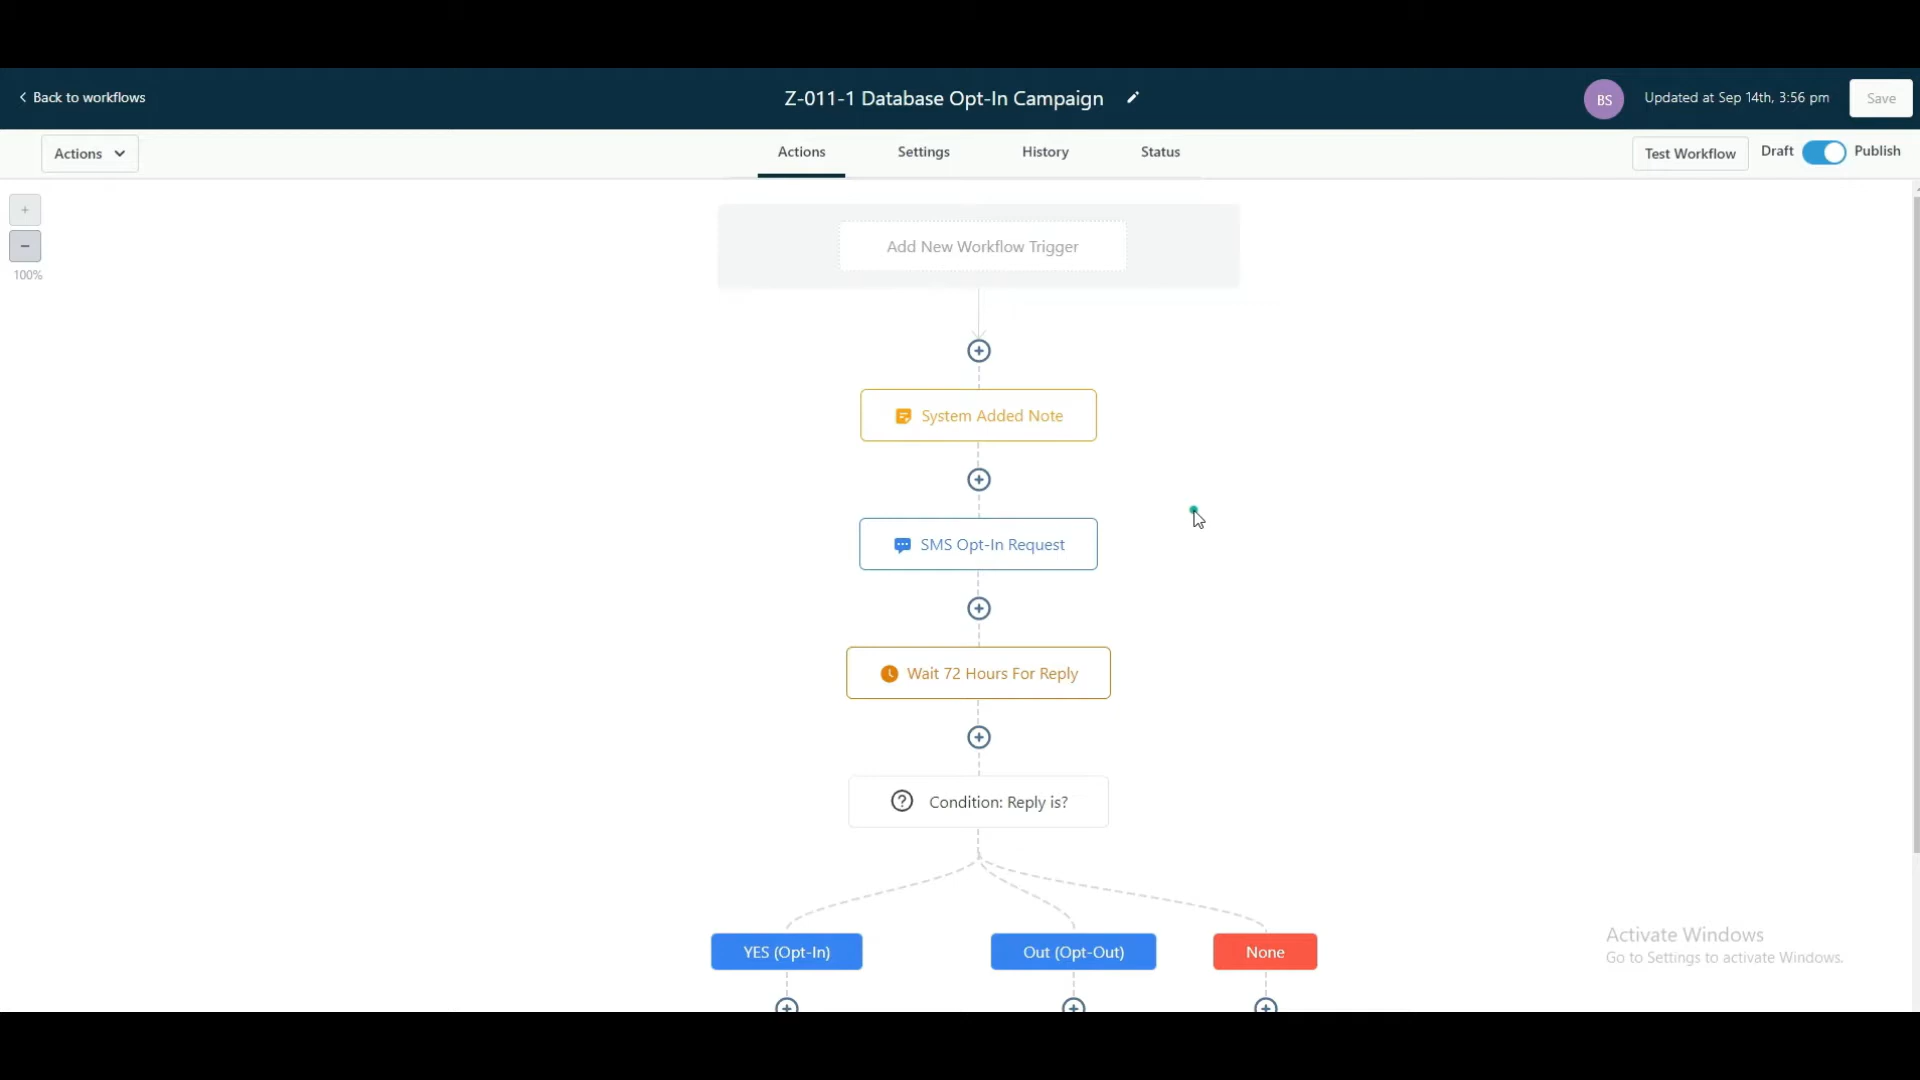 Back to workflows
Z-011-1 Database Opt-In Campaign
BS
Updated at Sep 14th, 3:56 pm
Save
Actions
Actions
Settings
History
Status
Test Workflow
Draft
Publish
+
−
100%
Add New Workflow Trigger
System Added Note
SMS Opt-In Request
Wait 72 Hours For Reply
Condition: Reply is?
YES (Opt-In)
Out (Opt-Out)
None
Activate Windows
Go to Settings to activate Windows.